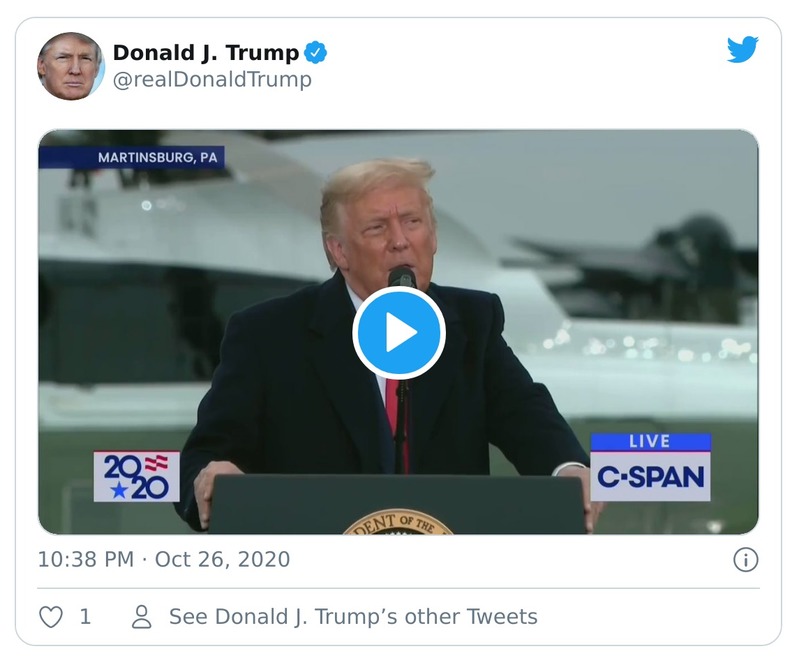 Donald J. Trump
@realDonaldTrump
MARTINSBURG, PA
LIVE
2020
C-SPAN
DENT OF THE
10:38 PM · Oct 26, 2020
1
See Donald J. Trump’s other Tweets